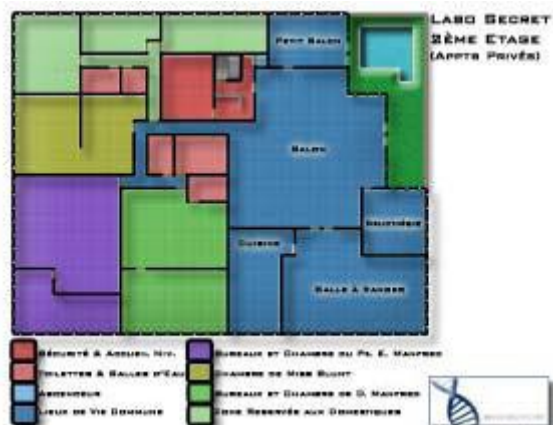 Labo Secret
2ème Etage
(Appts Privés)
Petit Salon
Salon
Cuisine
Salle à Manger
Sécurité & Accueil Niv.
Toilettes & Salles d'Eau
Ascenseur
Lieux de Vie Commune
Bureaux et Chambre du Pr. E. Manfred
Chambre de Miss Blunt
Bureaux et Chambre de D. Manfred
Zone Reservée aux Domestiques